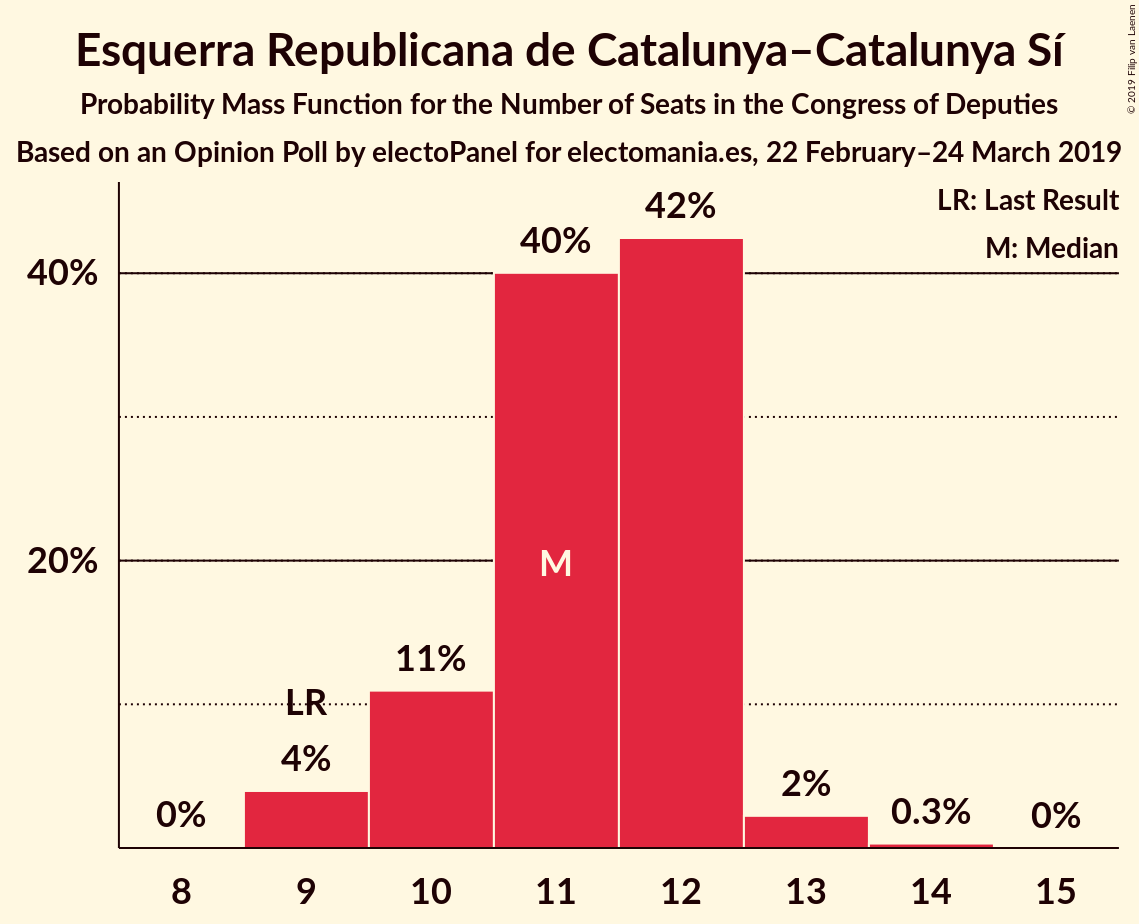 Esquerra Republicana de Catalunya–Catalunya Sí
Probability Mass Function for the Number of Seats in the Congress of Deputies
Based on an Opinion Poll by electoPanel for electomania.es, 22 February–24 March 2019
© 2019 Filip van Laenen
LR: Last Result
M: Median
42%
40%
40%
20%
M
11%
LR
4%
0%
2%
0.3%
0%
8 9 10 11 12 13 14 15